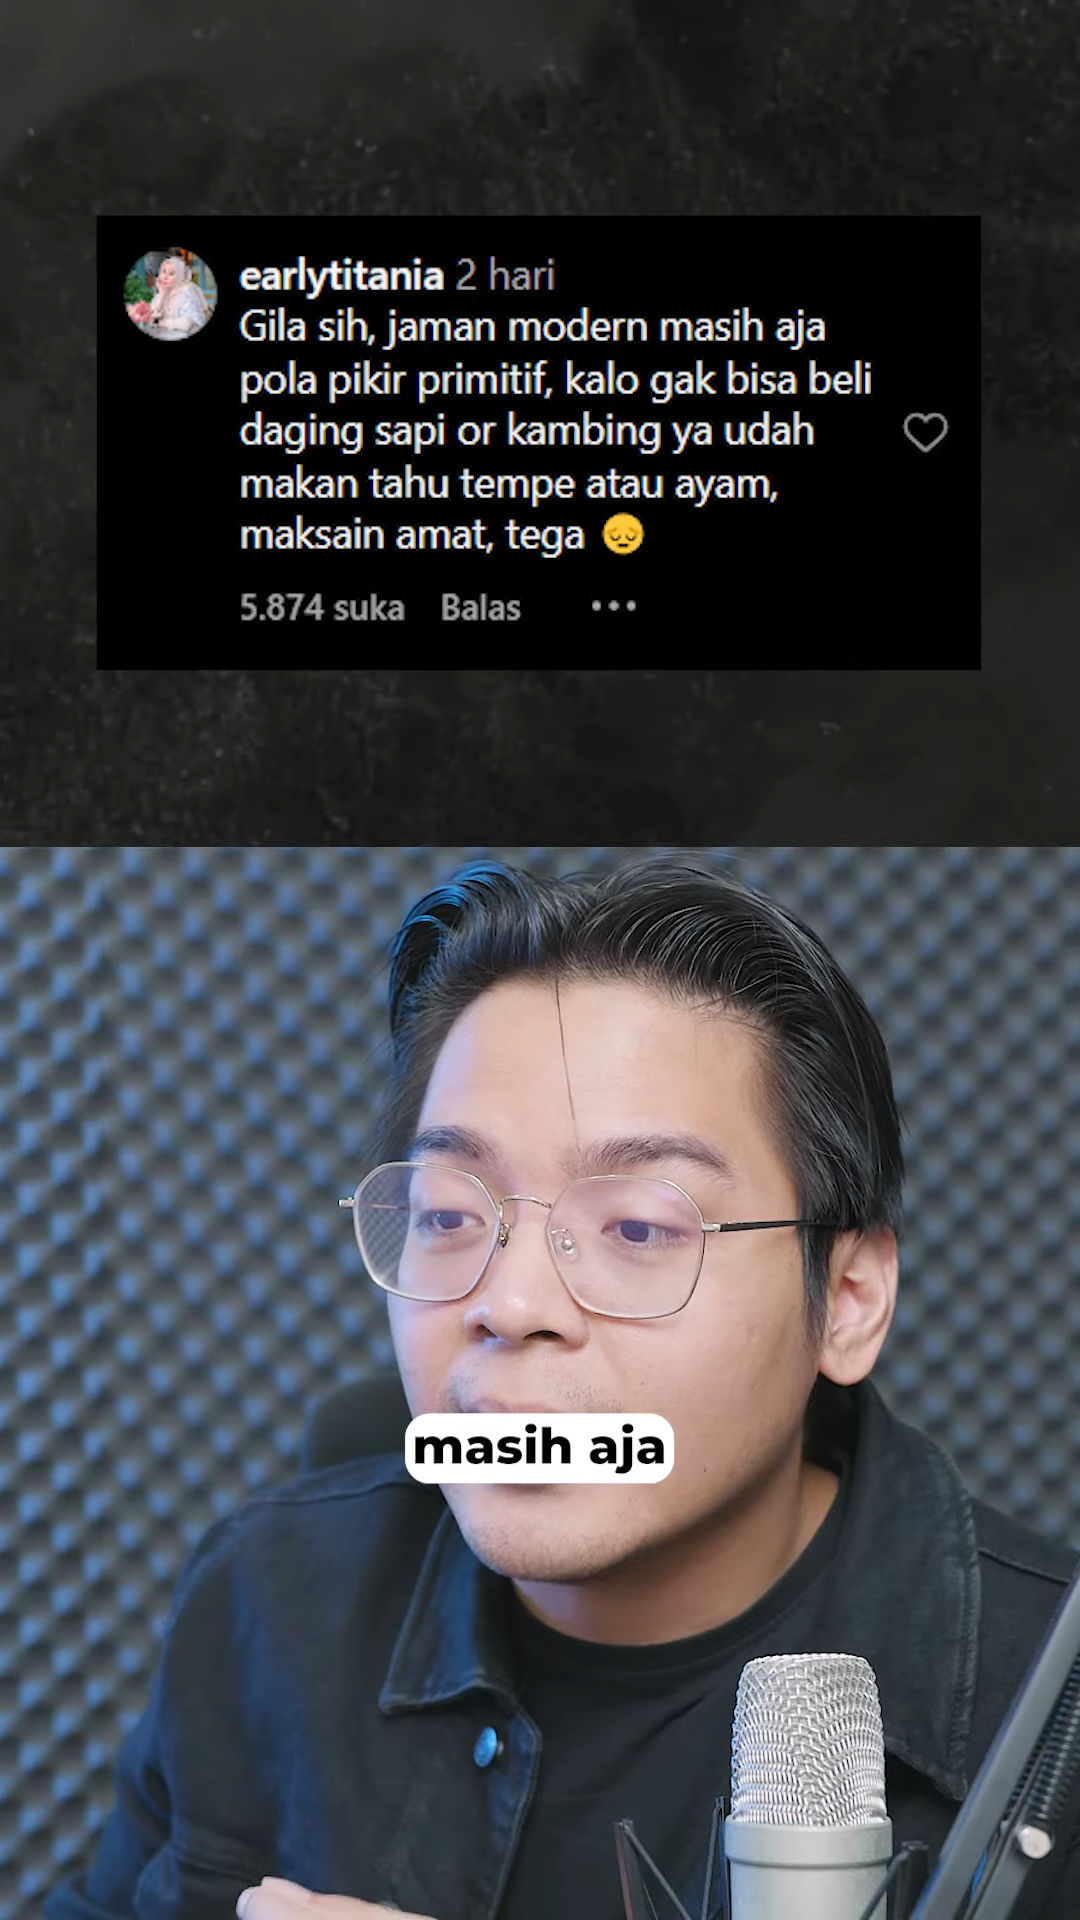 earlytitania 2 hari
Gila sih, jaman modern masih aja
pola pikir primitif, kalo gak bisa beli
daging sapi or kambing ya udah
makan tahu tempe atau ayam,
maksain amat, tega 😔
5.874 suka Balas •••
masih aja